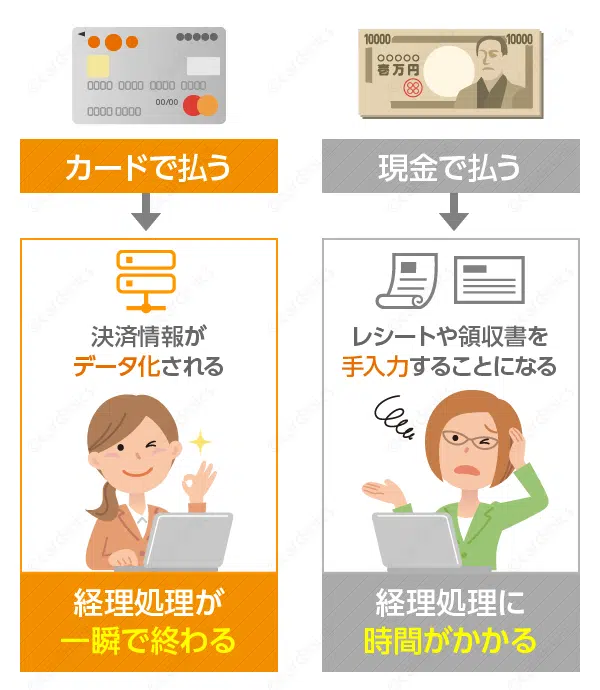 00/00
10000
10000
壱万円
カードで払う
現金で払う
決済情報が
データ化される
レシートや領収書を
手入力することになる
経理処理が
一瞬で終わる
経理処理に
時間がかかる
©cardmics